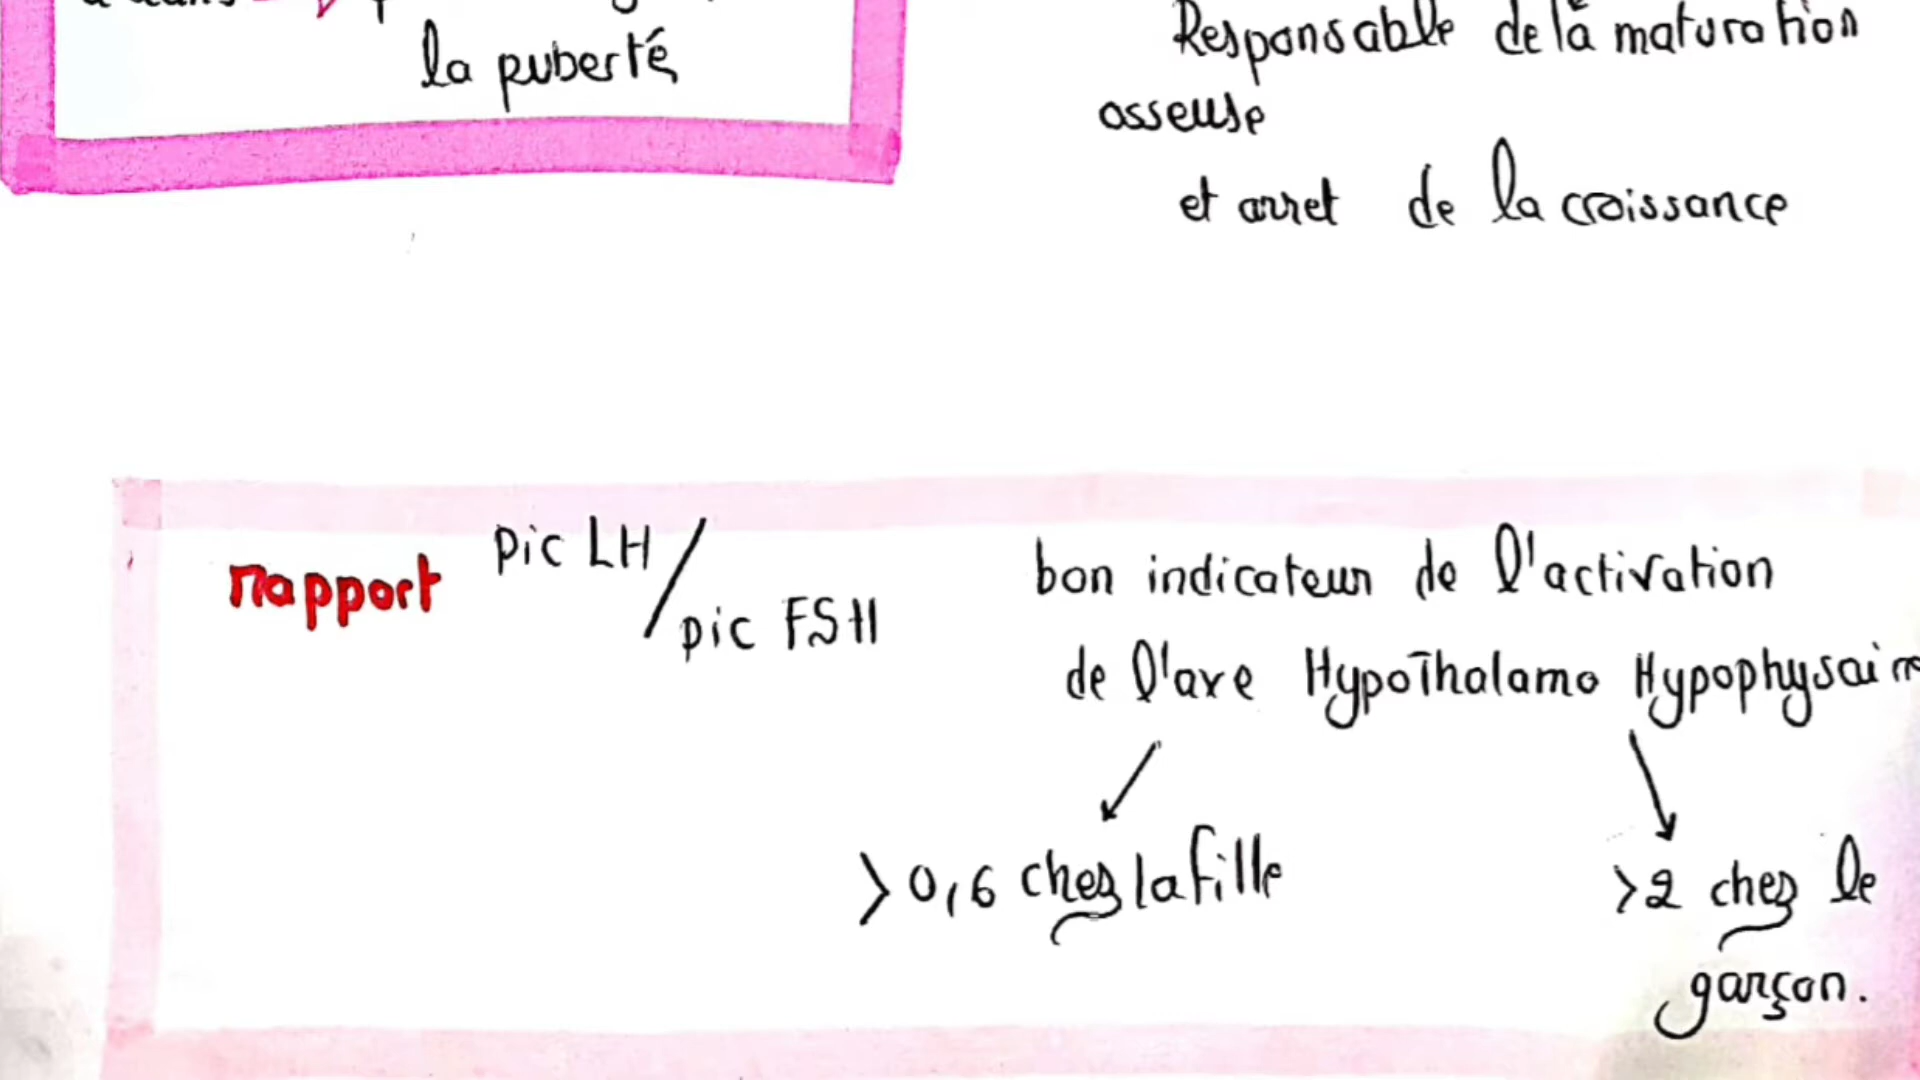 la puberté
Responsable de la maturation
osseuse
et arret de la croissance
rapport pic LH/
pic FSH
bon indicateur de l'activation
de l'axe Hypothalamo Hypophysaire
>0,6 chez la fille
>2 chez le
garçon.